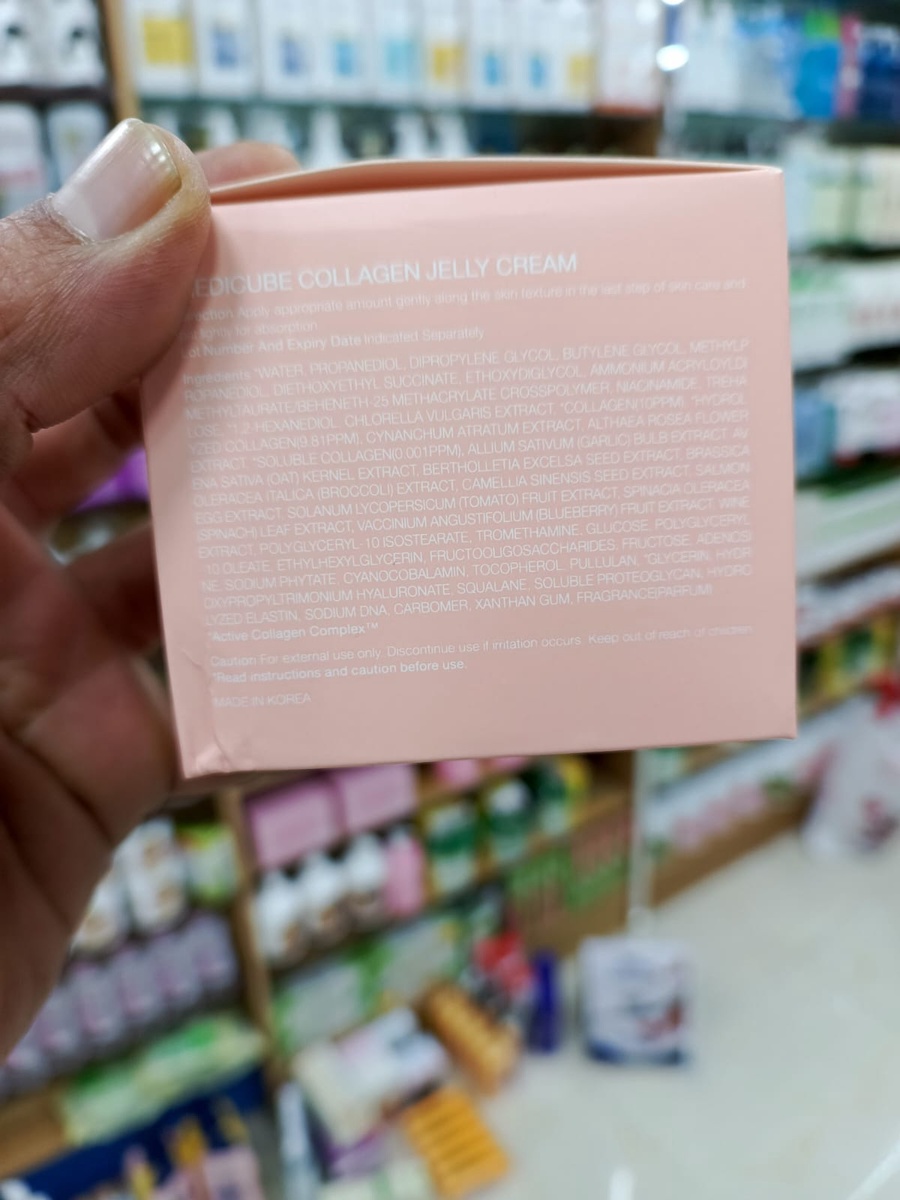 EDICUBE COLLAGEN JELLY CREAM
ection Apply appropriate amount gently along the skin texture in the last step of skin care and
lightly for absorption
ot Number And Expiry Date Indicated Separately
Ingredients *WATER, PROPANEDIOL, DIPROPYLENE GLYCOL, BUTYLENE GLYCOL, METHYLP
ROPANEDIOL, DIETHOXYETHYL SUCCINATE, ETHOXYDIGLYCOL, AMMONIUM ACRYLOYLDI
METHYLTAURATE/BEHENETH-25 METHACRYLATE CROSSPOLYMER, NIACINAMIDE, TREHA
LOSE, *1,2-HEXANEDIOL, CHLORELLA VULGARIS EXTRACT, *COLLAGEN(10PPM), *HYDROL
YZED COLLAGEN(9.81PPM), CYNANCHUM ATRATUM EXTRACT, ALTHAEA ROSEA FLOWER
EXTRACT, *SOLUBLE COLLAGEN(0.001PPM), ALLIUM SATIVUM (GARLIC) BULB EXTRACT, AV
ENA SATIVA (OAT) KERNEL EXTRACT, BERTHOLLETIA EXCELSA SEED EXTRACT, BRASSICA
OLERACEA ITALICA (BROCCOLI) EXTRACT, CAMELLIA SINENSIS SEED EXTRACT, SALMON
EGG EXTRACT, SOLANUM LYCOPERSICUM (TOMATO) FRUIT EXTRACT, SPINACIA OLERACEA
(SPINACH) LEAF EXTRACT, VACCINIUM ANGUSTIFOLIUM (BLUEBERRY) FRUIT EXTRACT, WINE
EXTRACT, POLYGLYCERYL-10 ISOSTEARATE, TROMETHAMINE, GLUCOSE, POLYGLYCERYL
10 OLEATE, ETHYLHEXYLGLYCERIN, FRUCTOOLIGOSACCHARIDES, FRUCTOSE, ADENOSI
NE, SODIUM PHYTATE, CYANOCOBALAMIN, TOCOPHEROL, PULLULAN, *GLYCERIN, HYDR
OXYPROPYLTRIMONIUM HYALURONATE, SQUALANE, SOLUBLE PROTEOGLYCAN, HYDRO
LYZED ELASTIN, SODIUM DNA, CARBOMER, XANTHAN GUM, FRAGRANCE(PARFUM)
*Active Collagen Complex™
Caution For external use only. Discontinue use if irritation occurs. Keep out of reach of children.
*Read instructions and caution before use.
*MADE IN KOREA